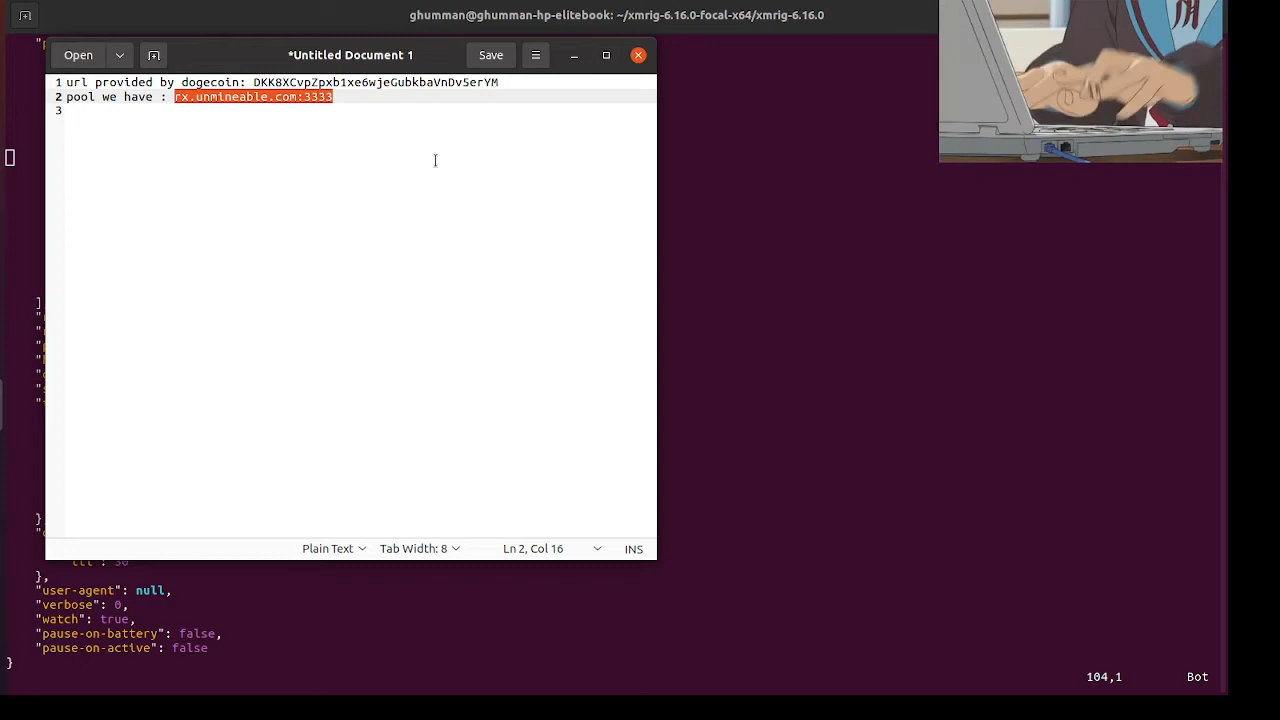 ghumman@ghumman-hp-elitebook: ~/xmrig-6.16.0-focal-x64/xmrig-6.16.0
Open
*Untitled Document 1
Save
1 url provided by dogecoin: DKK8XCvpZpxb1xe6wjeGubkbaVnDv5erYM
2 pool we have : rx.unmineable.com:3333
3
]
}
Plain Text
Tab Width: 8
Ln 2, Col 16
INS
},
"user-agent": null,
"verbose": 0,
"watch": true,
"pause-on-battery": false,
"pause-on-active": false
}
104,1
Bot